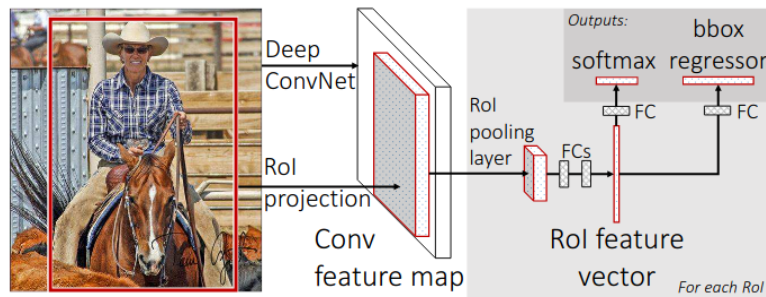 Deep
ConvNet
RoI
projection
Conv
feature map
RoI
pooling
layer
FCs
RoI feature
vector
Outputs:
softmax
bbox
regressor
FC
FC
For each RoI